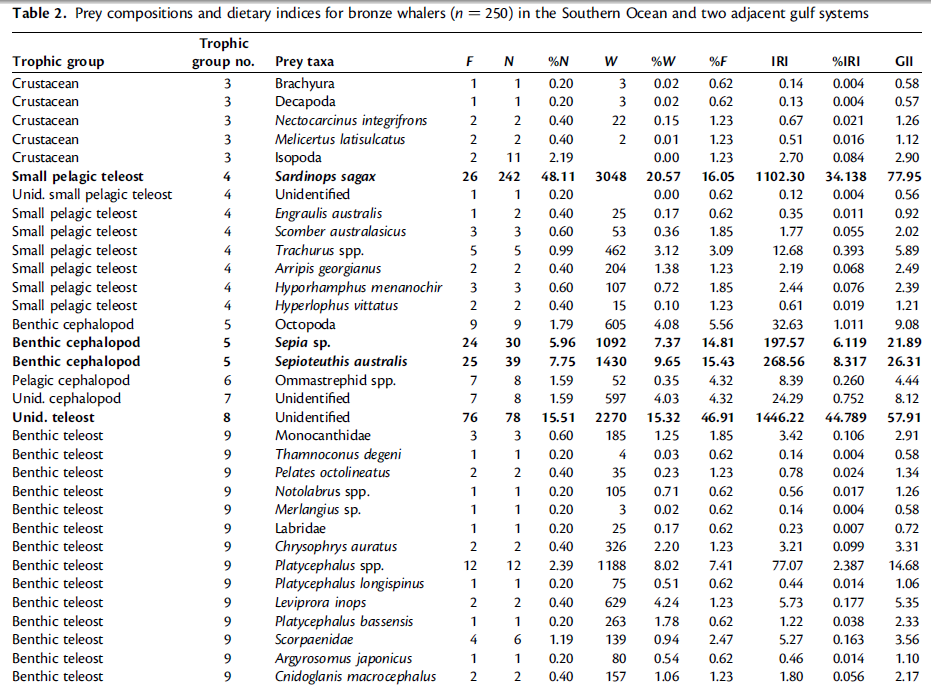 Table 2. Prey compositions and dietary indices for bronze whalers (n = 250) in the Southern Ocean and two adjacent gulf systems
Trophic
Trophic group group no. Prey taxa F N %N W %W %F IRI %IRI GII
Crustacean 3 Brachyura 1 1 0.20 3 0.02 0.62 0.14 0.004 0.58
Crustacean 3 Decapoda 1 1 0.20 3 0.02 0.62 0.13 0.004 0.57
Crustacean 3 Nectocarcinus integrifrons 2 2 0.40 22 0.15 1.23 0.67 0.021 1.26
Crustacean 3 Melicertus latisulcatus 2 2 0.40 2 0.01 1.23 0.51 0.016 1.12
Crustacean 3 Isopoda 2 11 2.19 0.00 1.23 2.70 0.084 2.90
Small pelagic teleost 4 Sardinops sagax 26 242 48.11 3048 20.57 16.05 1102.30 34.138 77.95
Unid. small pelagic teleost 4 Unidentified 1 1 0.20 0.00 0.62 0.12 0.004 0.56
Small pelagic teleost 4 Engraulis australis 1 2 0.40 25 0.17 0.62 0.35 0.011 0.92
Small pelagic teleost 4 Scomber australasicus 3 3 0.60 53 0.36 1.85 1.77 0.055 2.02
Small pelagic teleost 4 Trachurus spp. 5 5 0.99 462 3.12 3.09 12.68 0.393 5.89
Small pelagic teleost 4 Arripis georgianus 2 2 0.40 204 1.38 1.23 2.19 0.068 2.49
Small pelagic teleost 4 Hyporhamphus menanochir 3 3 0.60 107 0.72 1.85 2.44 0.076 2.39
Small pelagic teleost 4 Hyperlophus vittatus 2 2 0.40 15 0.10 1.23 0.61 0.019 1.21
Benthic cephalopod 5 Octopoda 9 9 1.79 605 4.08 5.56 32.63 1.011 9.08
Benthic cephalopod 5 Sepia sp. 24 30 5.96 1092 7.37 14.81 197.57 6.119 21.89
Benthic cephalopod 5 Sepioteuthis australis 25 39 7.75 1430 9.65 15.43 268.56 8.317 26.31
Pelagic cephalopod 6 Ommastrephid spp. 7 8 1.59 52 0.35 4.32 8.39 0.260 4.44
Unid. cephalopod 7 Unidentified 7 8 1.59 597 4.03 4.32 24.29 0.752 8.12
Unid. teleost 8 Unidentified 76 78 15.51 2270 15.32 46.91 1446.22 44.789 57.91
Benthic teleost 9 Monocanthidae 3 3 0.60 185 1.25 1.85 3.42 0.106 2.91
Benthic teleost 9 Thamnoconus degeni 1 1 0.20 4 0.03 0.62 0.14 0.004 0.58
Benthic teleost 9 Pelates octolineatus 2 2 0.40 35 0.23 1.23 0.78 0.024 1.34
Benthic teleost 9 Notolabrus spp. 1 1 0.20 105 0.71 0.62 0.56 0.017 1.26
Benthic teleost 9 Merlangius sp. 1 1 0.20 3 0.02 0.62 0.14 0.004 0.58
Benthic teleost 9 Labridae 1 1 0.20 25 0.17 0.62 0.23 0.007 0.72
Benthic teleost 9 Chrysophrys auratus 2 2 0.40 326 2.20 1.23 3.21 0.099 3.31
Benthic teleost 9 Platycephalus spp. 12 12 2.39 1188 8.02 7.41 77.07 2.387 14.68
Benthic teleost 9 Platycephalus longispinus 1 1 0.20 75 0.51 0.62 0.44 0.014 1.06
Benthic teleost 9 Leviprora inops 2 2 0.40 629 4.24 1.23 5.73 0.177 5.35
Benthic teleost 9 Platycephalus bassensis 1 1 0.20 263 1.78 0.62 1.22 0.038 2.33
Benthic teleost 9 Scorpaenidae 4 6 1.19 139 0.94 2.47 5.27 0.163 3.56
Benthic teleost 9 Argyrosomus japonicus 1 1 0.20 80 0.54 0.62 0.46 0.014 1.10
Benthic teleost 9 Cnidoglanis macrocephalus 2 2 0.40 157 1.06 1.23 1.80 0.056 2.17